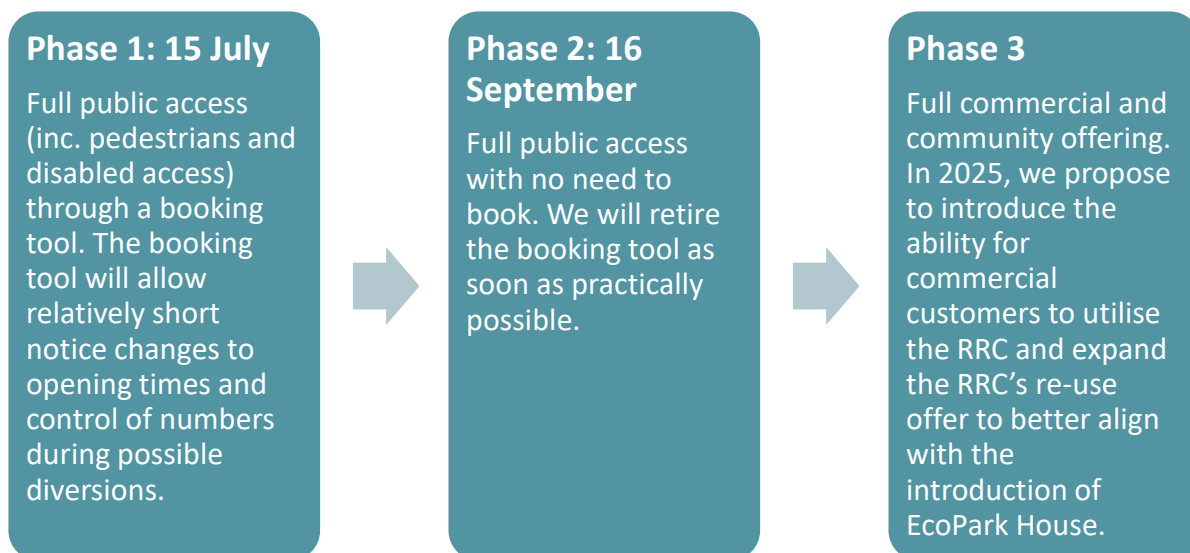 Phase 1: 15 July
Full public access
(inc. pedestrians and
disabled access)
through a booking
tool. The booking
tool will allow
relatively short
notice changes to
opening times and
control of numbers
during possible
diversions.
Phase 2: 16
September
Full public access
with no need to
book. We will retire
the booking tool as
soon as practically
possible.
Phase 3
Full commercial and
community offering.
In 2025, we propose
to introduce the
ability for
commercial
customers to utilise
the RRC and expand
the RRC’s re-use
offer to better align
with the
introduction of
EcoPark House.